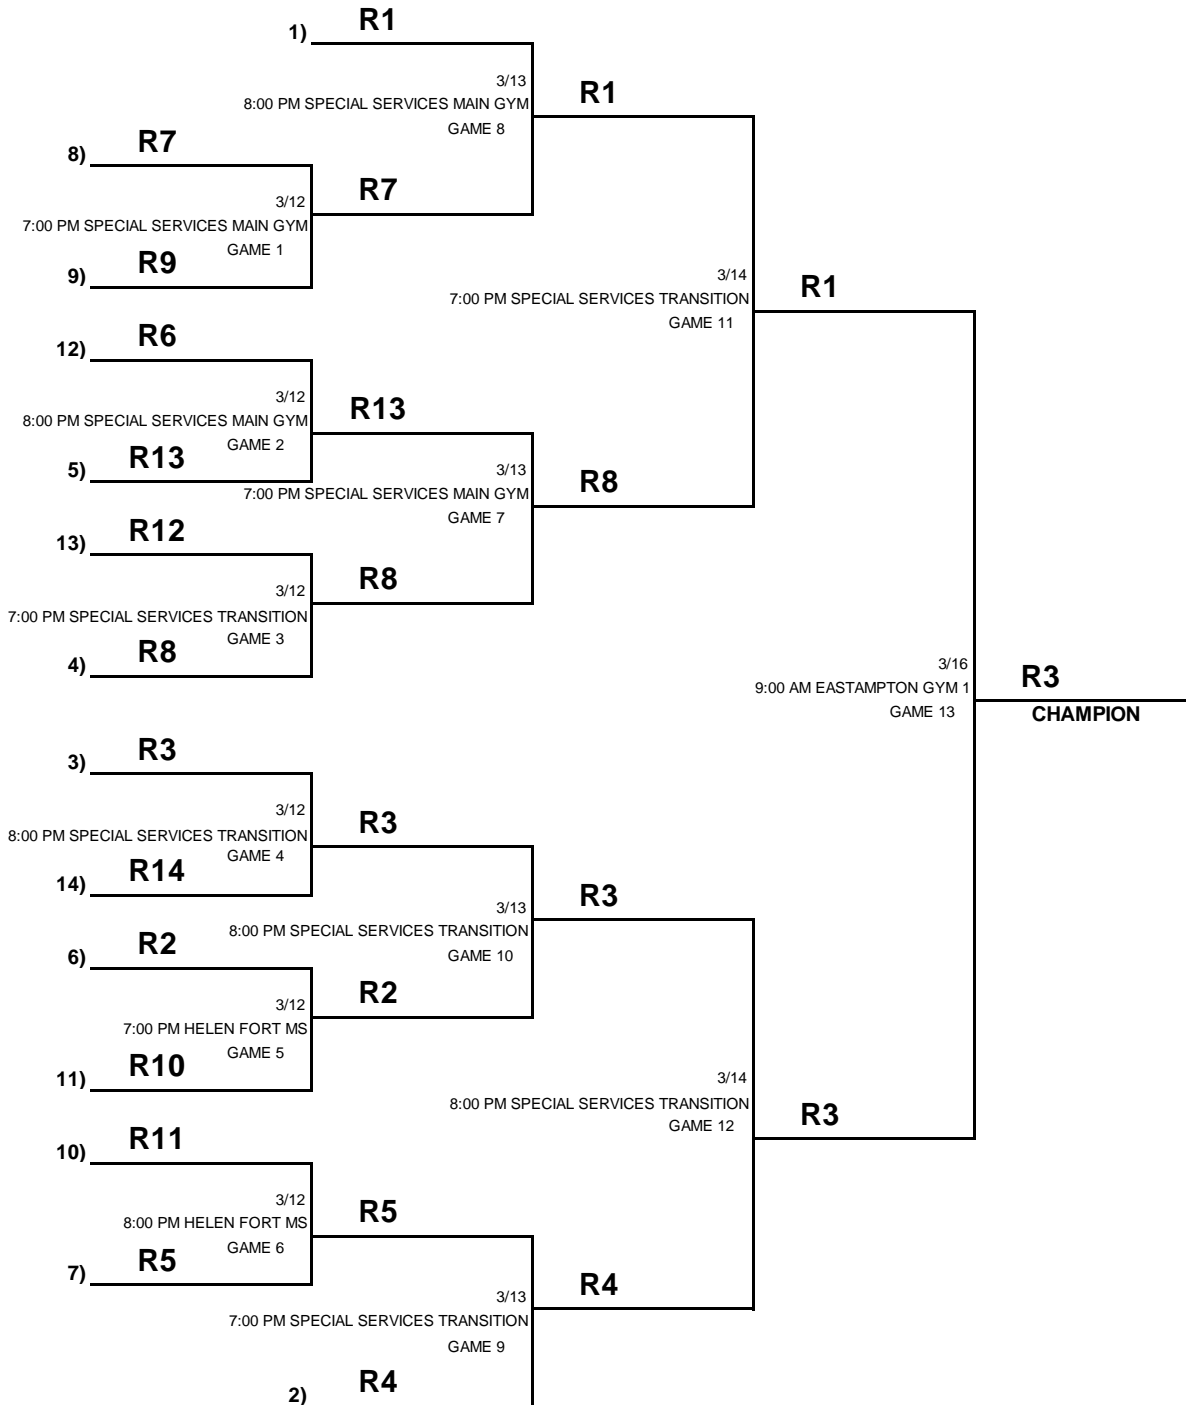 R1
1)
3/13
8:00 PM SPECIAL SERVICES MAIN GYM
R1
GAME 8
R7
8)
R7
3/12
7:00 PM SPECIAL SERVICES MAIN GYM
GAME 1
R9
9)
3/14
R1
7:00 PM SPECIAL SERVICES TRANSITION
GAME 11
R6
12)
3/12
R13
8:00 PM SPECIAL SERVICES MAIN GYM
GAME 2
R13
5)
3/13
R8
7:00 PM SPECIAL SERVICES MAIN GYM
GAME 7
R12
13)
R8
3/12
7:00 PM SPECIAL SERVICES TRANSITION
GAME 3
R8
4)
3/16
R3
9:00 AM EASTAMPTON GYM 1
GAME 13
CHAMPION
R3
3)
3/12
R3
8:00 PM SPECIAL SERVICES TRANSITION
GAME 4
R14
14)
R3
3/13
8:00 PM SPECIAL SERVICES TRANSITION
GAME 10
R2
6)
R2
3/12
7:00 PM HELEN FORT MS
GAME 5
R10
11)
3/14
8:00 PM SPECIAL SERVICES TRANSITION
R3
GAME 12
R11
10)
3/12
R5
8:00 PM HELEN FORT MS
GAME 6
R5
7)
R4
3/13
7:00 PM SPECIAL SERVICES TRANSITION
GAME 9
R4
2)